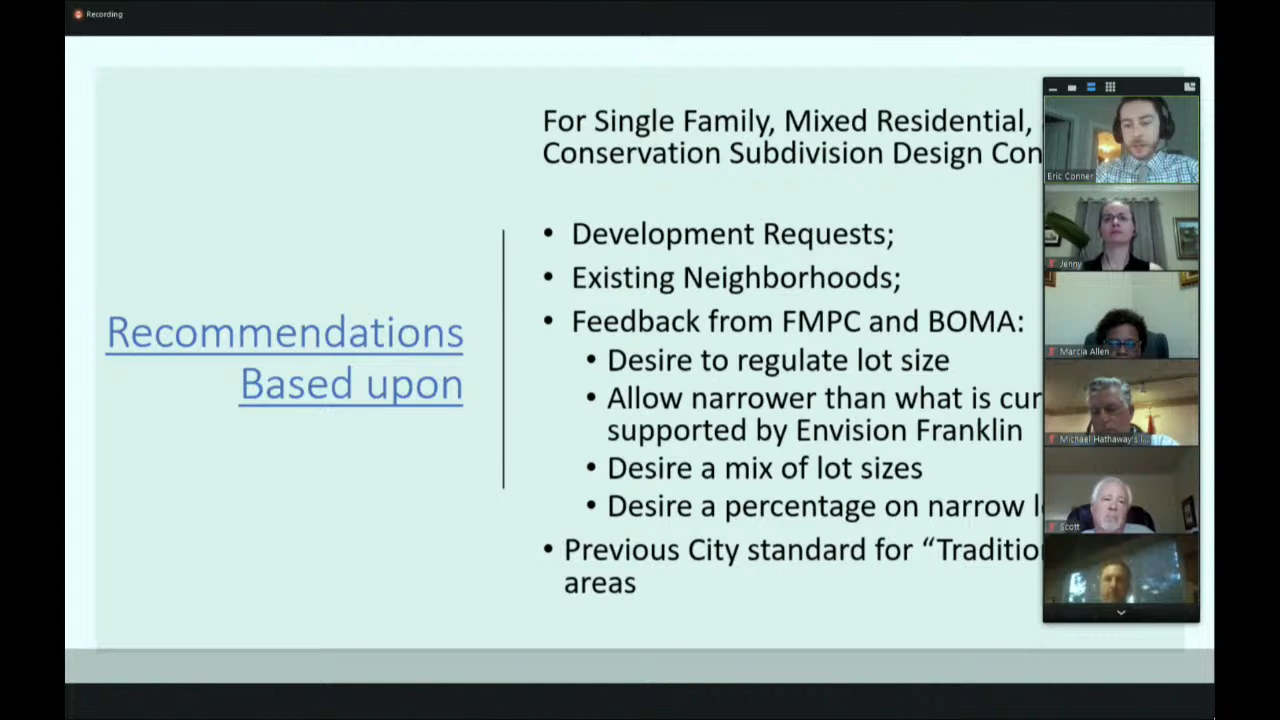 Recording
For Single Family, Mixed Residential,
Conservation Subdivision Design Con
• Development Requests;
• Existing Neighborhoods;
• Feedback from FMPC and BOMA:
• Desire to regulate lot size
• Allow narrower than what is cur
supported by Envision Franklin
• Desire a mix of lot sizes
• Desire a percentage on narrow l
• Previous City standard for “Traditio
areas
Recommendations
Based upon
Eric Conner
Jenny
Marcia Allen
Michael Hathaway's
Scott